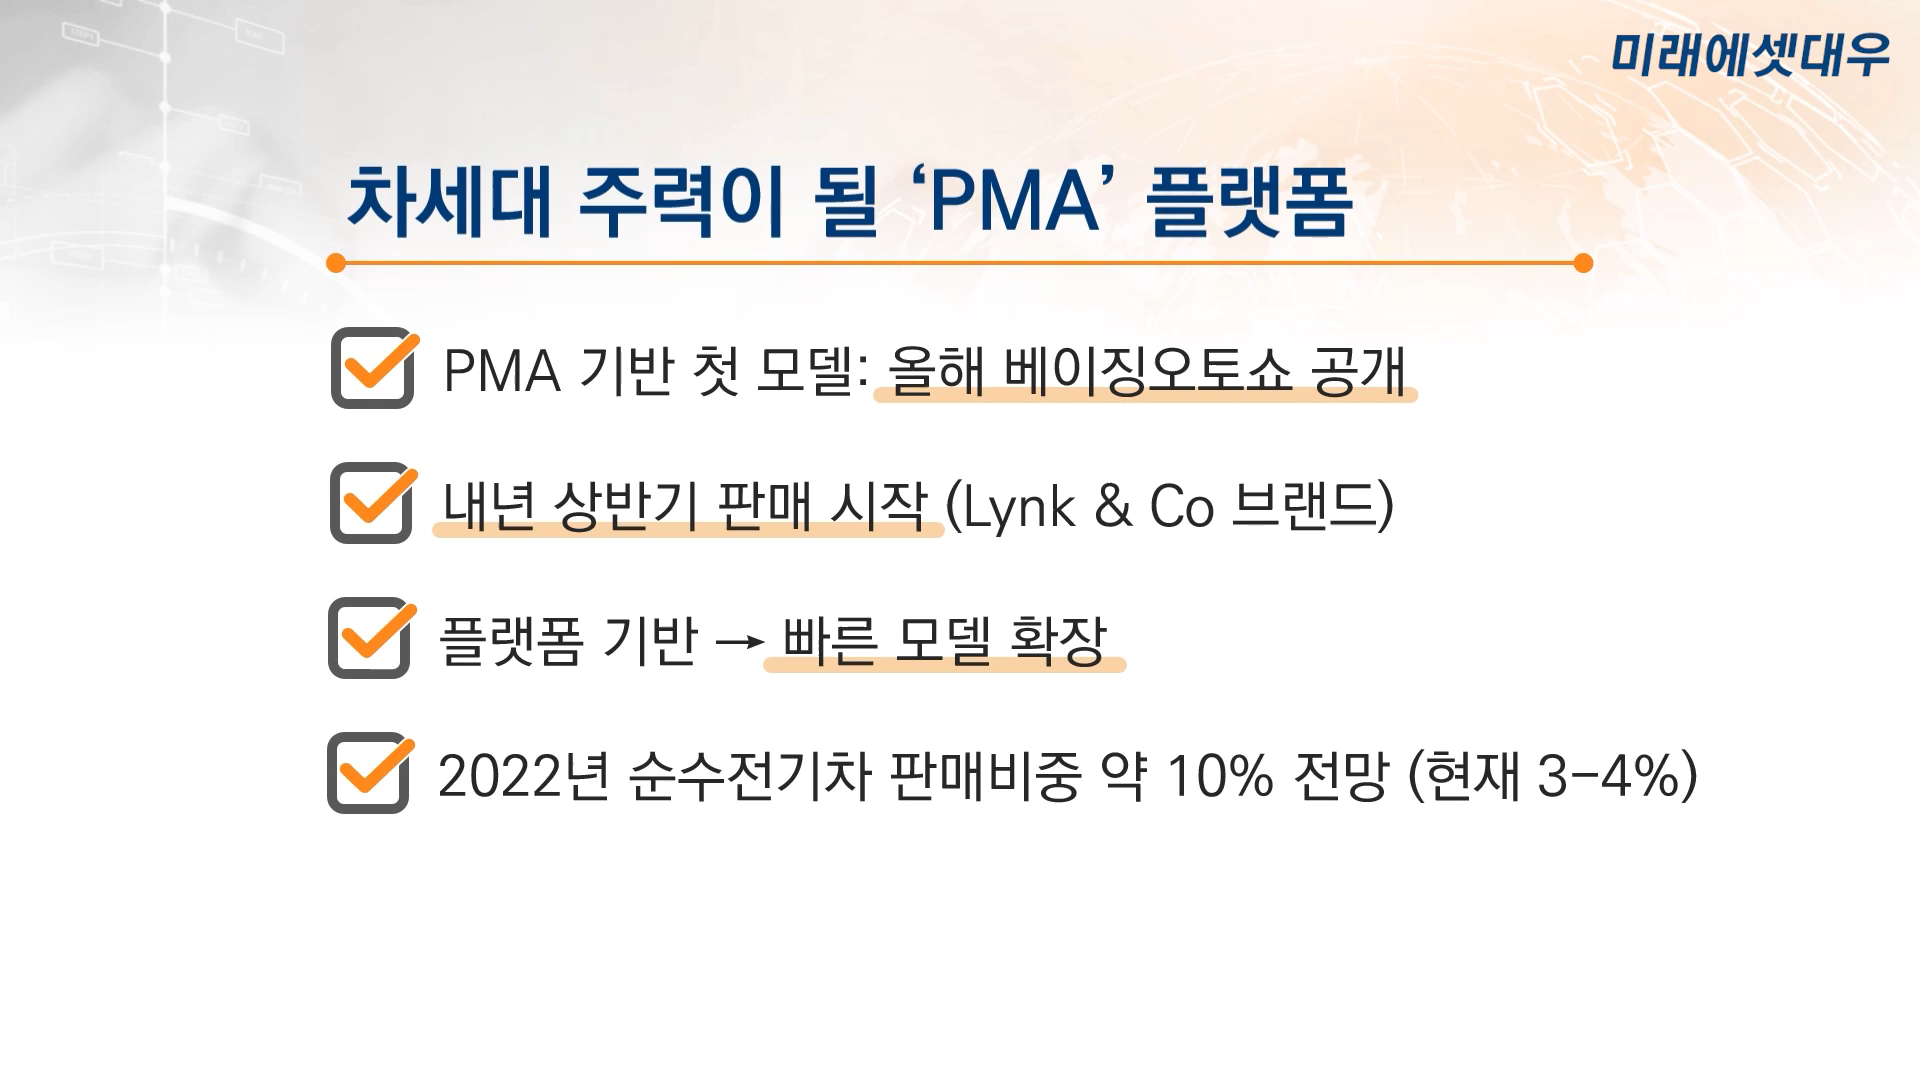 미래에셋대우
차세대 주력이 될 ‘PMA’ 플랫폼
PMA 기반 첫 모델: 올해 베이징오토쇼 공개
내년 상반기 판매 시작 (Lynk & Co 브랜드)
플랫폼 기반 → 빠른 모델 확장
2022년 순수전기차 판매비중 약 10% 전망 (현재 3-4%)